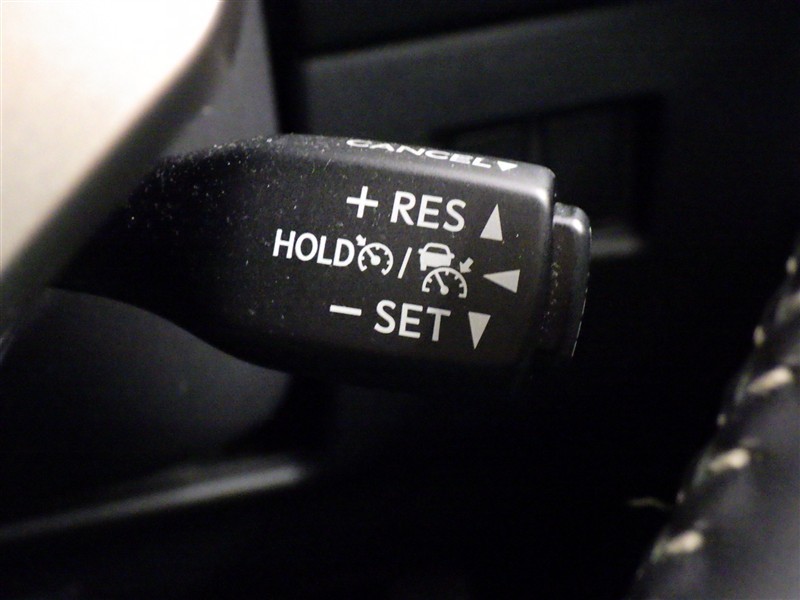 CANCEL
+ RES
HOLD /
− SET